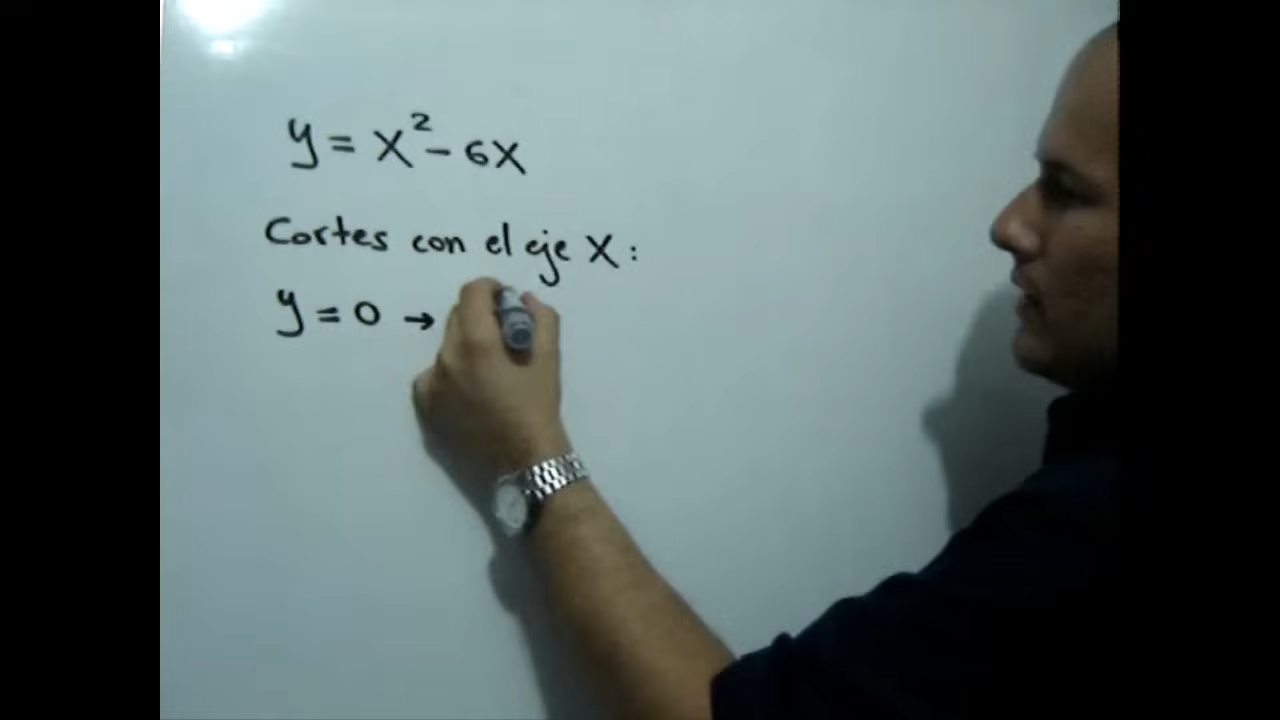 y = x² - 6x
Cortes con el eje X:
y = 0 →